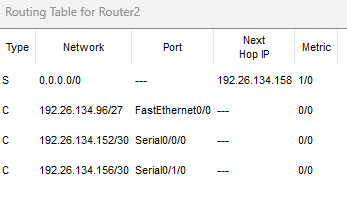 Routing Table for Router2
Type Network Port Next Hop IP Metric
S 0.0.0.0/0 --- 192.26.134.158 1/0
C 192.26.134.96/27 FastEthernet0/0 --- 0/0
C 192.26.134.152/30 Serial0/0/0 --- 0/0
C 192.26.134.156/30 Serial0/1/0 --- 0/0